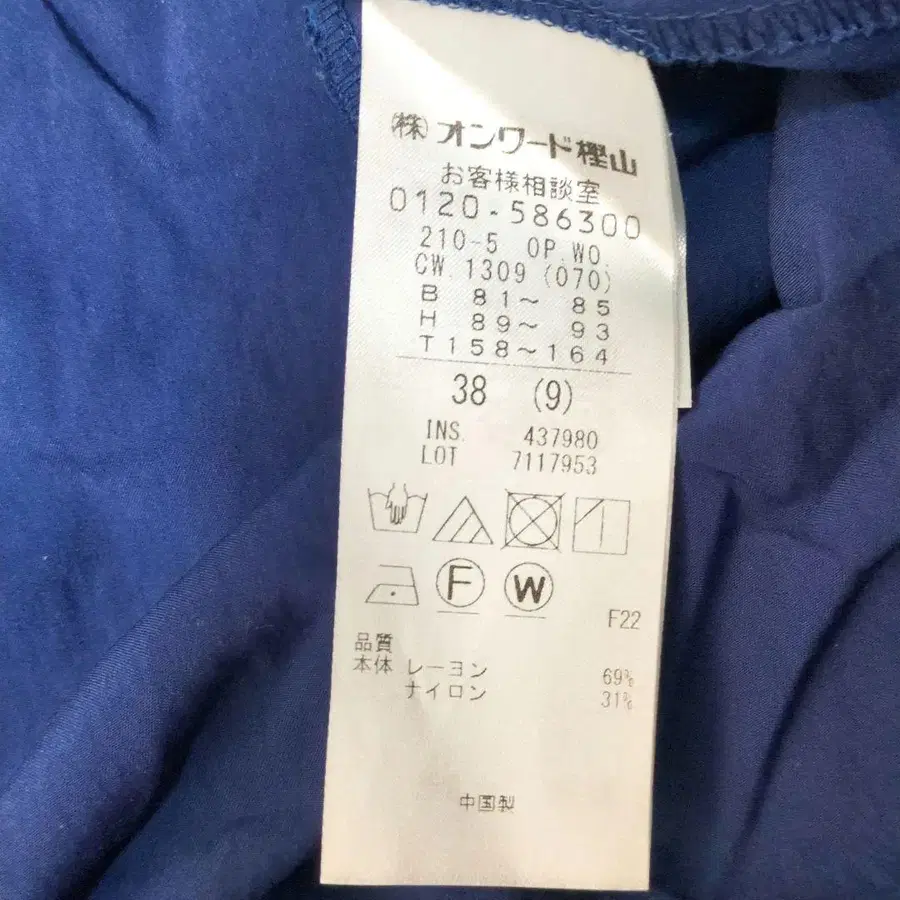 (株)オンワード樫山
お客様相談室
0120-586300
210-5 OP.WO.
CW.1309(070)
B 81～ 85
H 89～ 93
T158～164
38 (9)
INS. 437980
LOT 7117953
F
W
F22
品質
本体 レーヨン 69%
ナイロン 31%
中国製